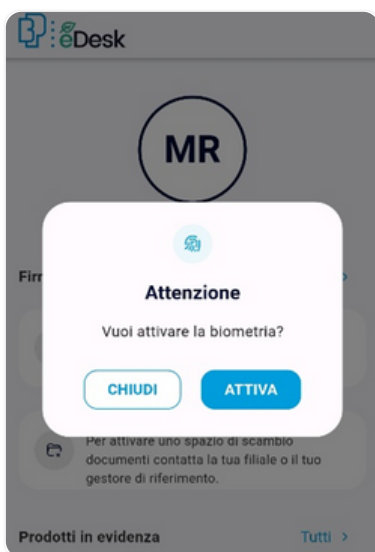 eDesk
MR
Firr
Attenzione
Vuoi attivare la biometria?
CHIUDI
ATTIVA
Per attivare uno spazio di scambio
documenti contatta la tua filiale o il tuo
gestore di riferimento.
Prodotti in evidenza Tutti >